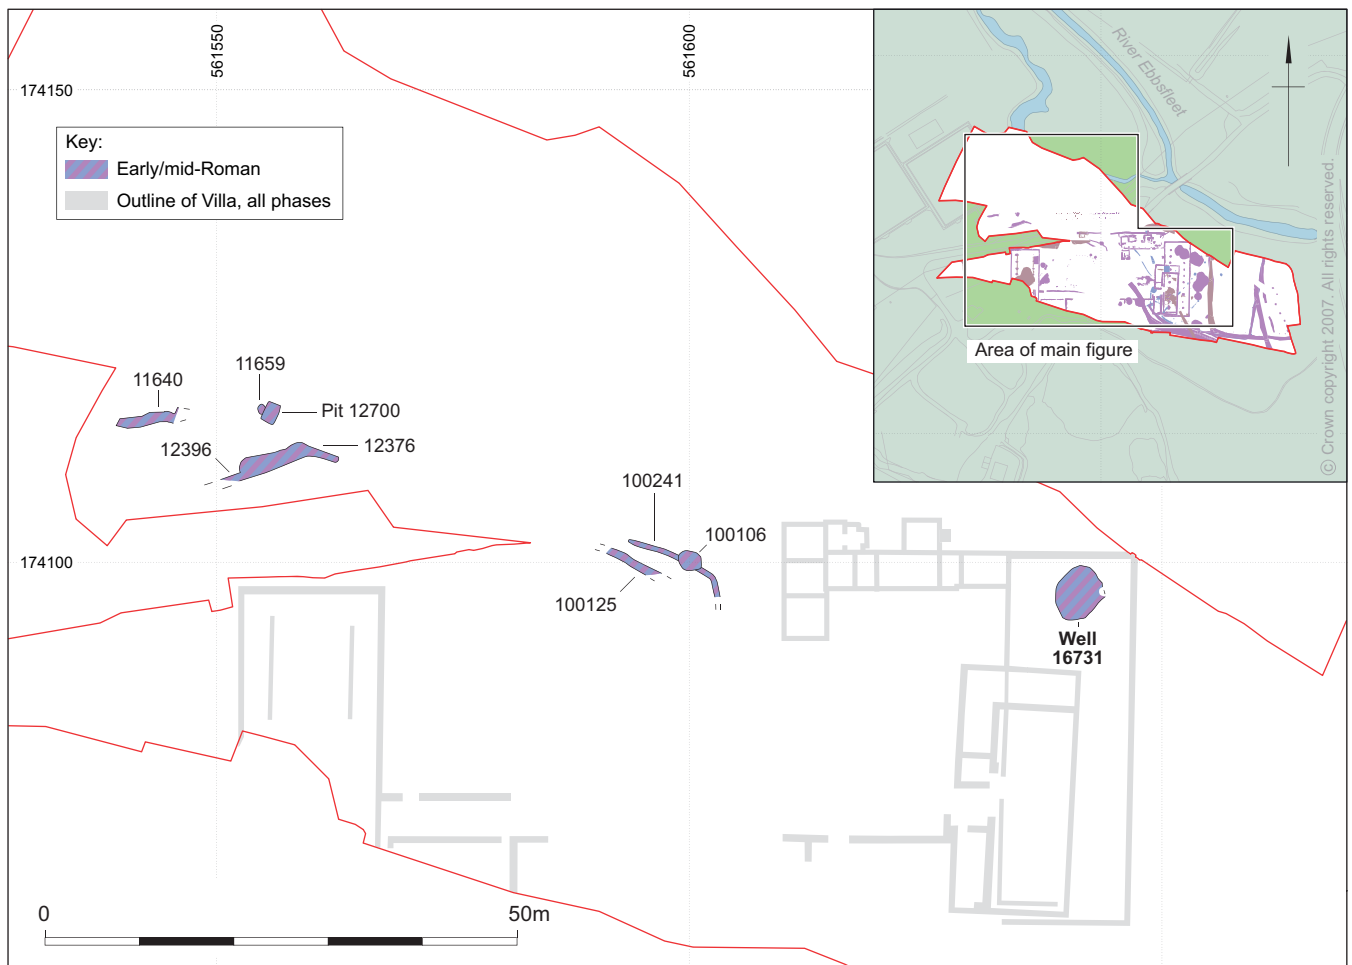 561550
561600
174150
Key:
Early/mid-Roman
Outline of Villa, all phases
River Ebbsfleet
Area of main figure
© Crown copyright 2007. All rights reserved.
11640
11659
Pit 12700
12396
12376
100241
100106
174100
100125
Well
16731
0
50m